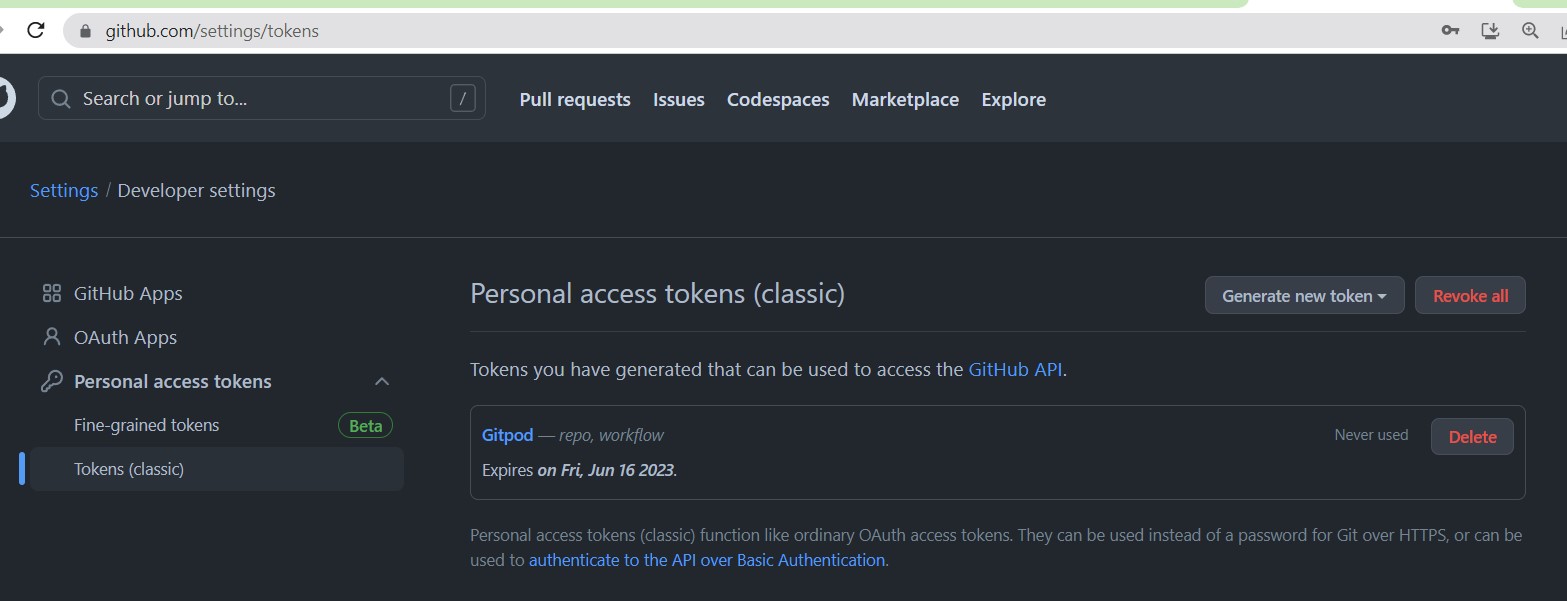 github.com/settings/tokens
Search or jump to... /
Pull requests Issues Codespaces Marketplace Explore
Settings / Developer settings
GitHub Apps
OAuth Apps
Personal access tokens
Fine-grained tokens Beta
Tokens (classic)
Personal access tokens (classic)
Generate new token Revoke all
Tokens you have generated that can be used to access the GitHub API.
Gitpod — repo, workflow Never used Delete
Expires on Fri, Jun 16 2023.
Personal access tokens (classic) function like ordinary OAuth access tokens. They can be used instead of a password for Git over HTTPS, or can be
used to authenticate to the API over Basic Authentication.